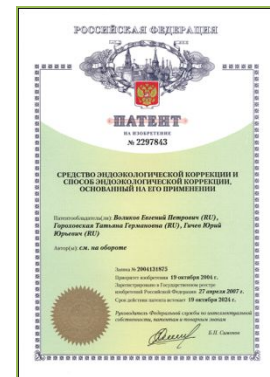 РОССИЙСКАЯ ФЕДЕРАЦИЯ
ПАТЕНТ
НА ИЗОБРЕТЕНИЕ
№ 2297843
СРЕДСТВО ЭНДОЭКОЛОГИЧЕСКОЙ КОРРЕКЦИИ И
СПОСОБ ЭНДОЭКОЛОГИЧЕСКОЙ КОРРЕКЦИИ,
ОСНОВАННЫЙ НА ЕГО ПРИМЕНЕНИИ
Патентообладатель(ли): Воликов Евгений Петрович (RU),
Гороховская Татьяна Германовна (RU), Гичев Юрий
Юрьевич (RU)
Автор(ы): см. на обороте
Заявка № 2004131075
Приоритет изобретения 19 октября 2004 г.
Зарегистрировано в Государственном реестре
изобретений Российской Федерации 27 апреля 2007 г.
Срок действия патента истекает 19 октября 2024 г.
Руководитель Федеральной службы по интеллектуальной
собственности, патентам и товарным знакам
Б.П. Симонов